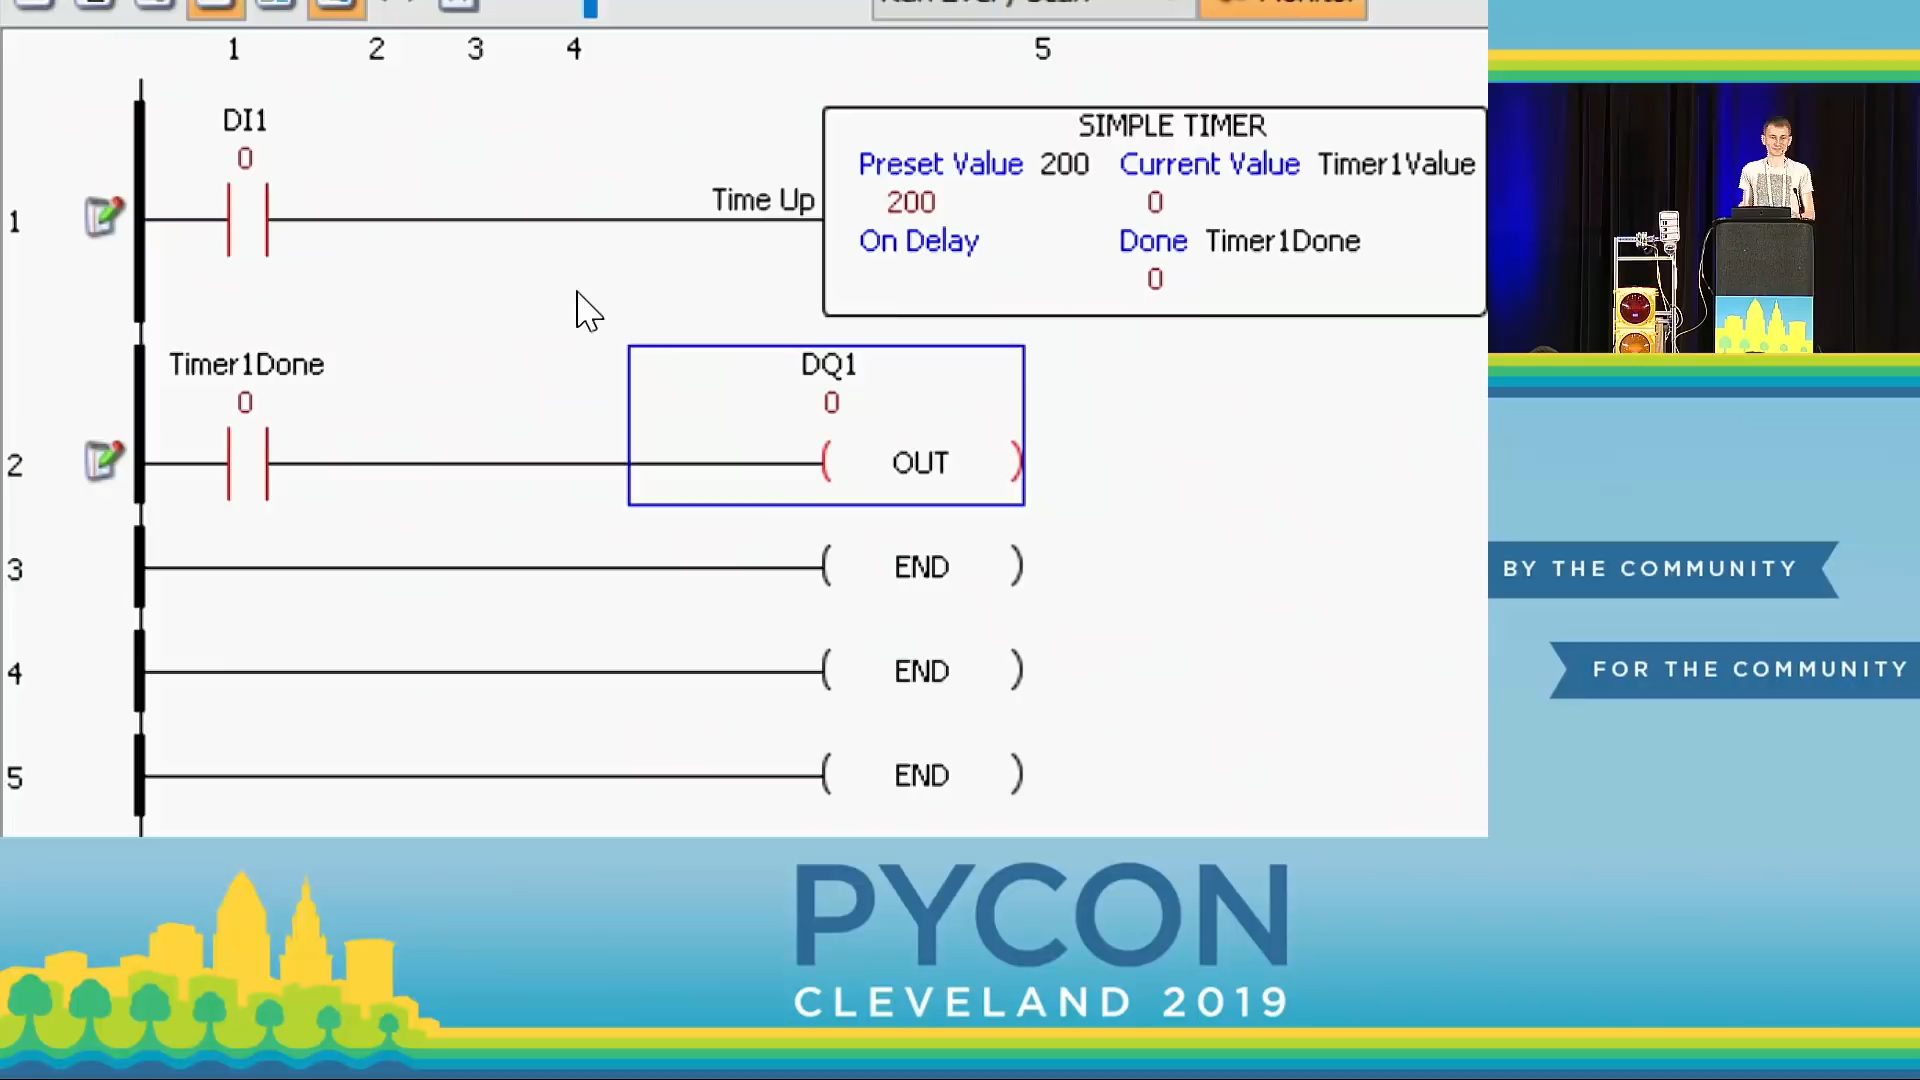 1 2 3 4 5
DI1
0
SIMPLE TIMER
Preset Value 200 Current Value Timer1Value
200 0
On Delay Done Timer1Done
0
Time Up
1
Timer1Done
0
DQ1
0
2
OUT
3 ( END )
4 ( END )
5 ( END )
BY THE COMMUNITY
FOR THE COMMUNITY
PYCON
CLEVELAND 2019